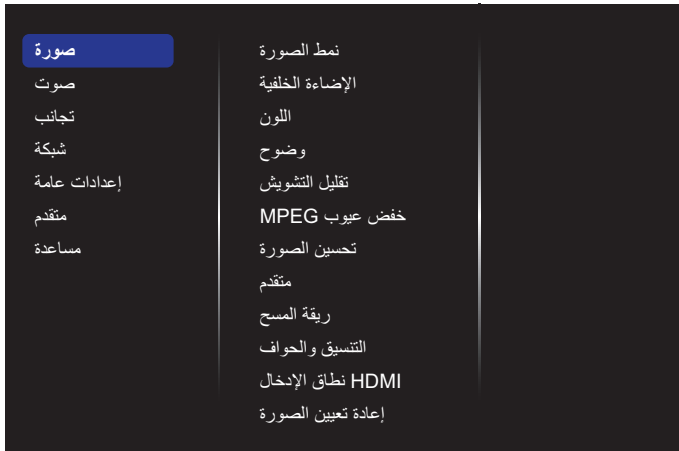 صورة
صوت
تجانب
شبكة
إعدادات عامة
متقدم
مساعدة
نمط الصورة
الإضاءة الخلفية
اللون
وضوح
تقليل التشويش
خفض عيوب MPEG
تحسين الصورة
متقدم
ريقة المسح
التنسيق والحواف
HDMI نطاق الإدخال
إعادة تعيين الصورة